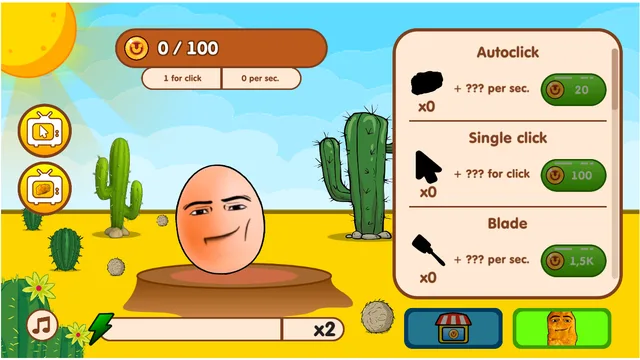 0 / 100
1 for click
0 per sec.
Autoclick
+ ??? per sec.
20
x0
Single click
+ ??? for click
100
x0
Blade
+ ??? per sec.
1,5K
x0
x2